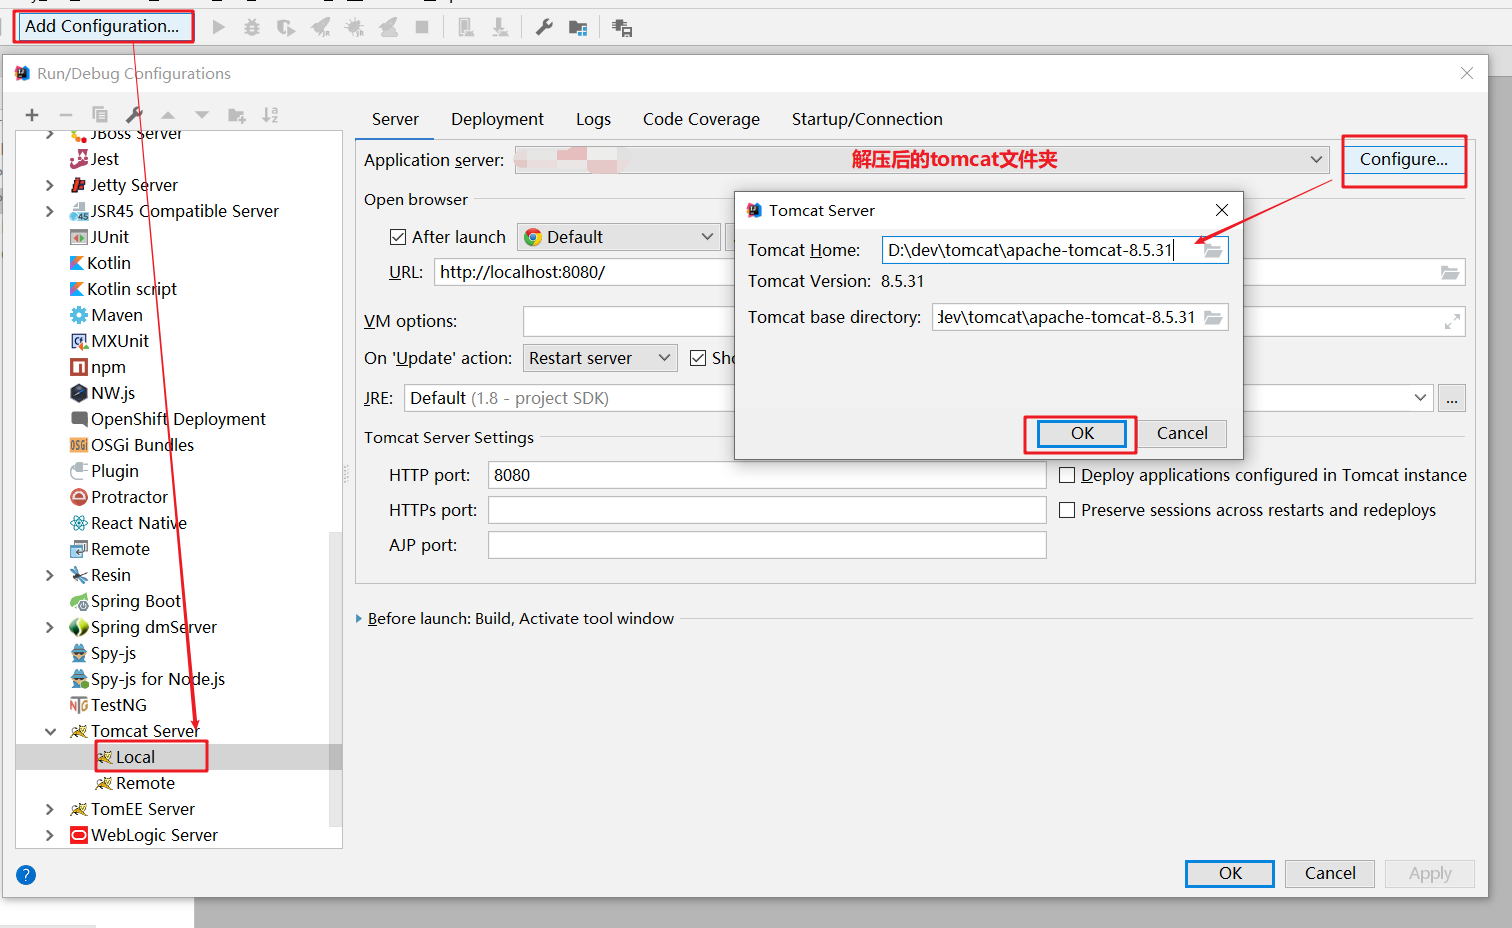 Add Configuration...
Run/Debug Configurations
Server
Deployment
Logs
Code Coverage
Startup/Connection
JBoss Server
Jest
Jetty Server
JSR45 Compatible Server
JUnit
Kotlin
Kotlin script
Maven
MXUnit
npm
NW.js
OpenShift Deployment
OSGi Bundles
Plugin
Protractor
React Native
Remote
Resin
Spring Boot
Spring dmServer
Spy-js
Spy-js for Node.js
TestNG
Tomcat Server
Local
Remote
TomEE Server
WebLogic Server
Application server:
解压后的tomcat文件夹
Configure...
Open browser
After launch
Default
URL:
http://localhost:8080/
VM options:
On 'Update' action:
Restart server
Sho
JRE:
Default (1.8 - project SDK)
...
Tomcat Server Settings
HTTP port:
8080
Deploy applications configured in Tomcat instance
HTTPs port:
Preserve sessions across restarts and redeploys
AJP port:
Before launch: Build, Activate tool window
Tomcat Server
Tomcat Home:
D:\dev\tomcat\apache-tomcat-8.5.31
Tomcat Version: 8.5.31
Tomcat base directory:
dev\tomcat\apache-tomcat-8.5.31
OK
Cancel
?
OK
Cancel
Apply